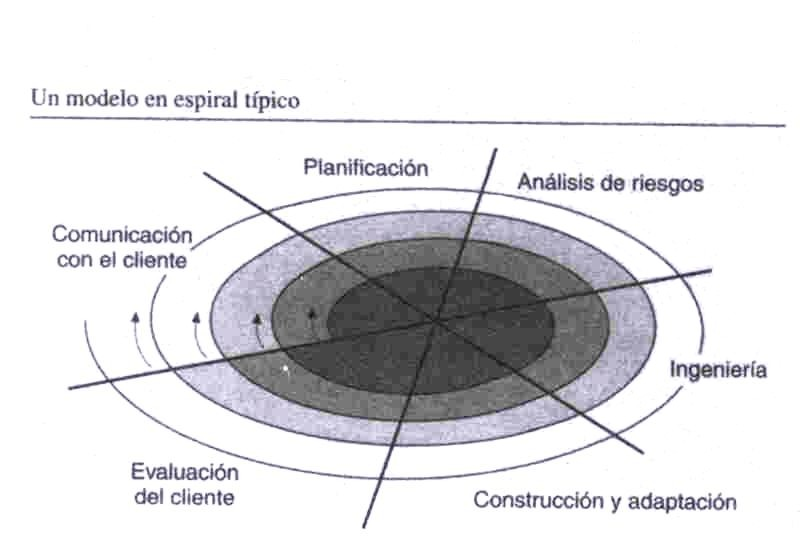 Un modelo en espiral típico
Planificación
Análisis de riesgos
Comunicación
con el cliente
Ingeniería
Evaluación
del cliente
Construcción y adaptación